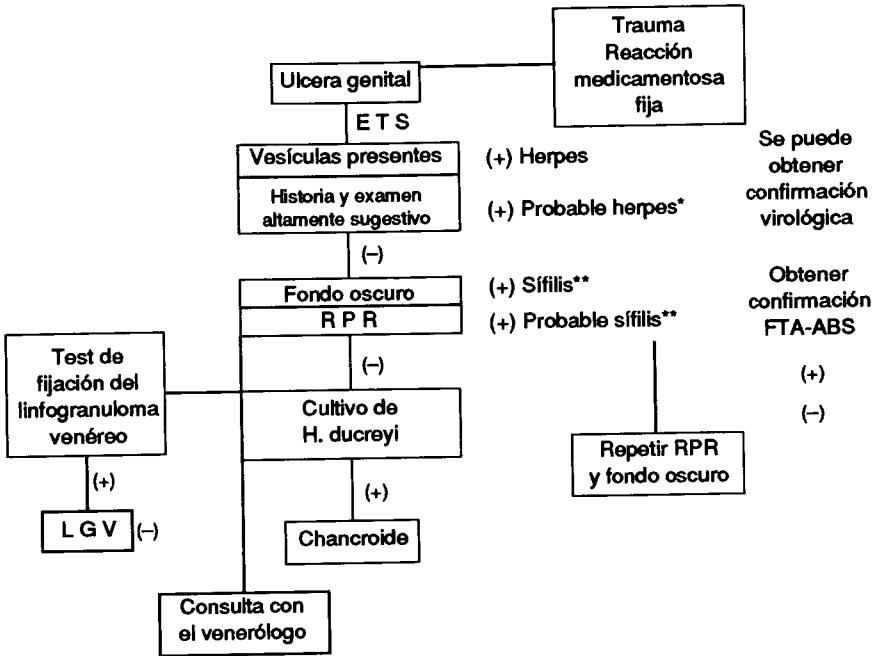 Trauma
Reacción
medicamentosa
fija
Ulcera genital
E T S
Vesículas presentes
(+) Herpes
Historia y examen
altamente sugestivo
(+) Probable herpes*
Se puede
obtener
confirmación
virológica
(–)
Fondo oscuro
(+) Sífilis**
R P R
(+) Probable sífilis**
Obtener
confirmación
FTA-ABS
(+)
(–)
Test de
fijación del
linfogranuloma
venéreo
(–)
Cultivo de
H. ducreyi
Repetir RPR
y fondo oscuro
(+)
L G V (–)
(+)
Chancroide
Consulta con
el venerólogo